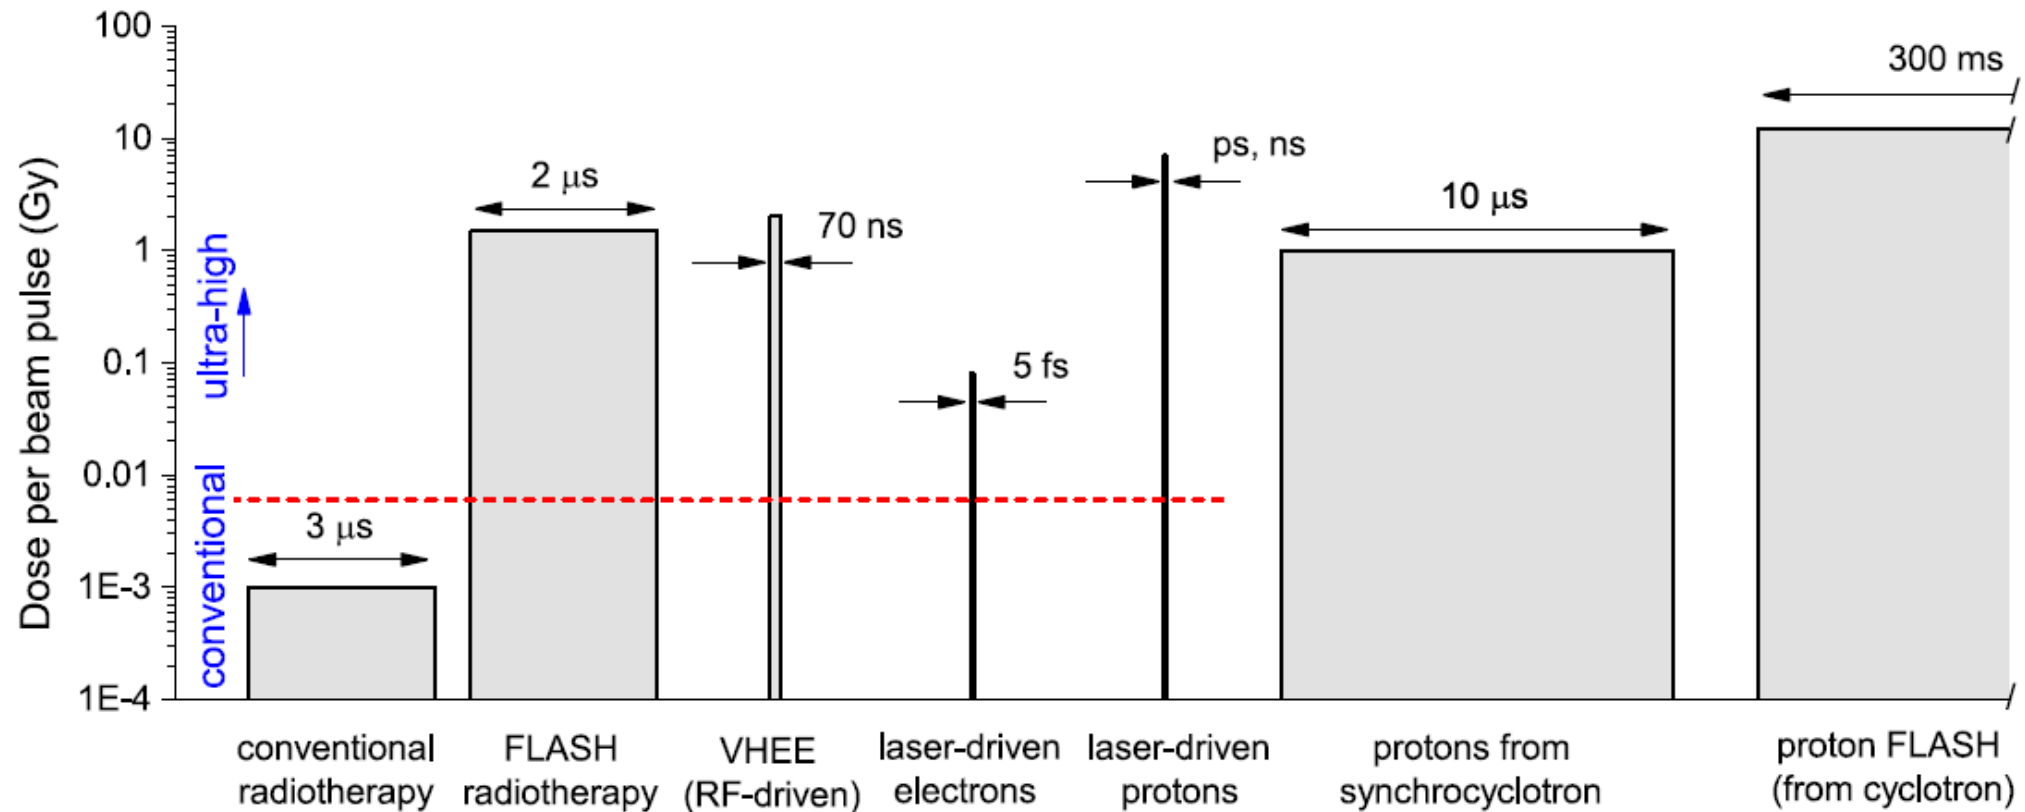 Dose per beam pulse (Gy)
100
10
1
0.1
0.01
1E-3
1E-4
ultra-high
conventional
3 μs
2 μs
70 ns
5 fs
ps, ns
10 μs
300 ms
conventional
radiotherapy
FLASH
radiotherapy
VHEE
(RF-driven)
laser-driven
electrons
laser-driven
protons
protons from
synchrocyclotron
proton FLASH
(from cyclotron)